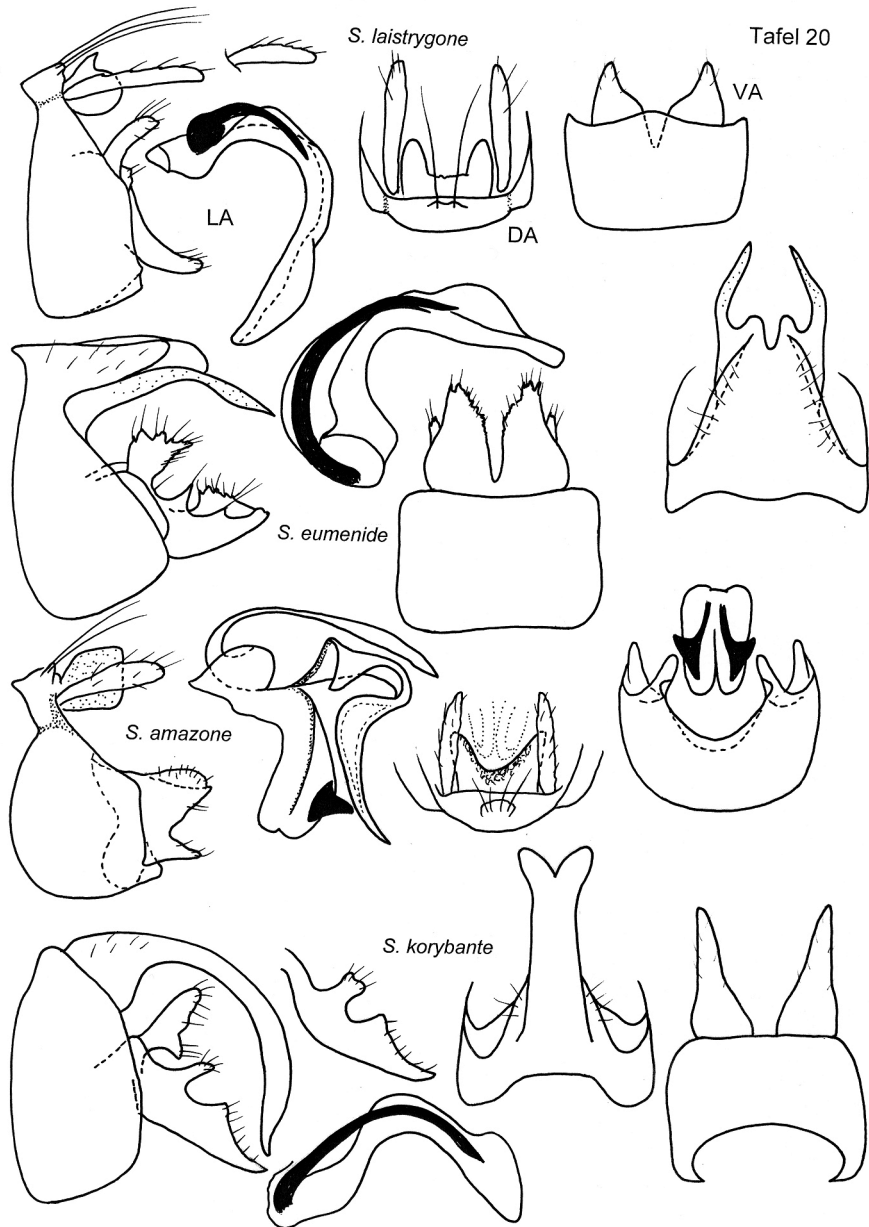 S. laistrygone
Tafel 20
VA
LA
DA
S. eumenide
S. amazone
S. korybante